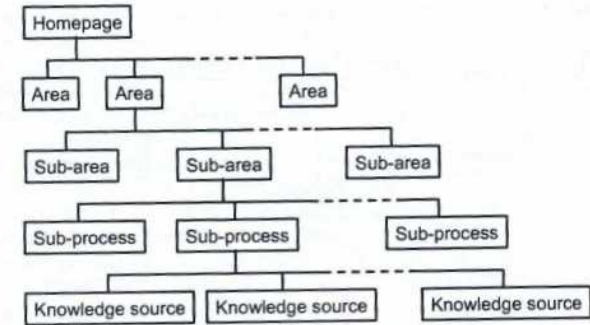 Homepage
Area Area Area
Sub-area Sub-area Sub-area
Sub-process Sub-process Sub-process
Knowledge source Knowledge source Knowledge source